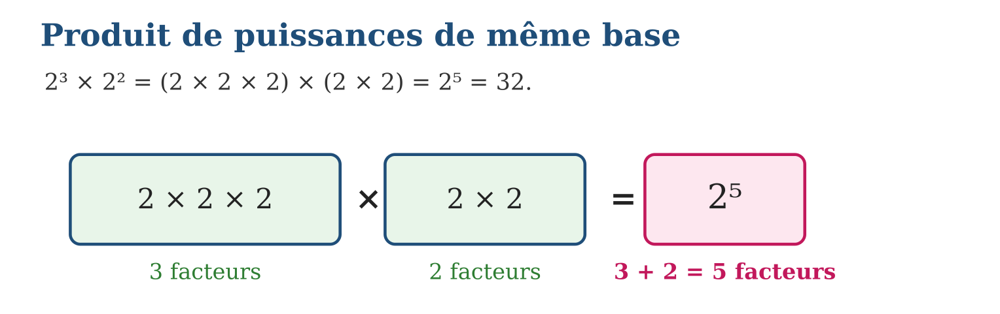 Produit de puissances de même base
2³ × 2² = (2 × 2 × 2) × (2 × 2) = 2⁵ = 32.
2 × 2 × 2 × 2 × 2 = 2⁵
3 facteurs 2 facteurs 3 + 2 = 5 facteurs